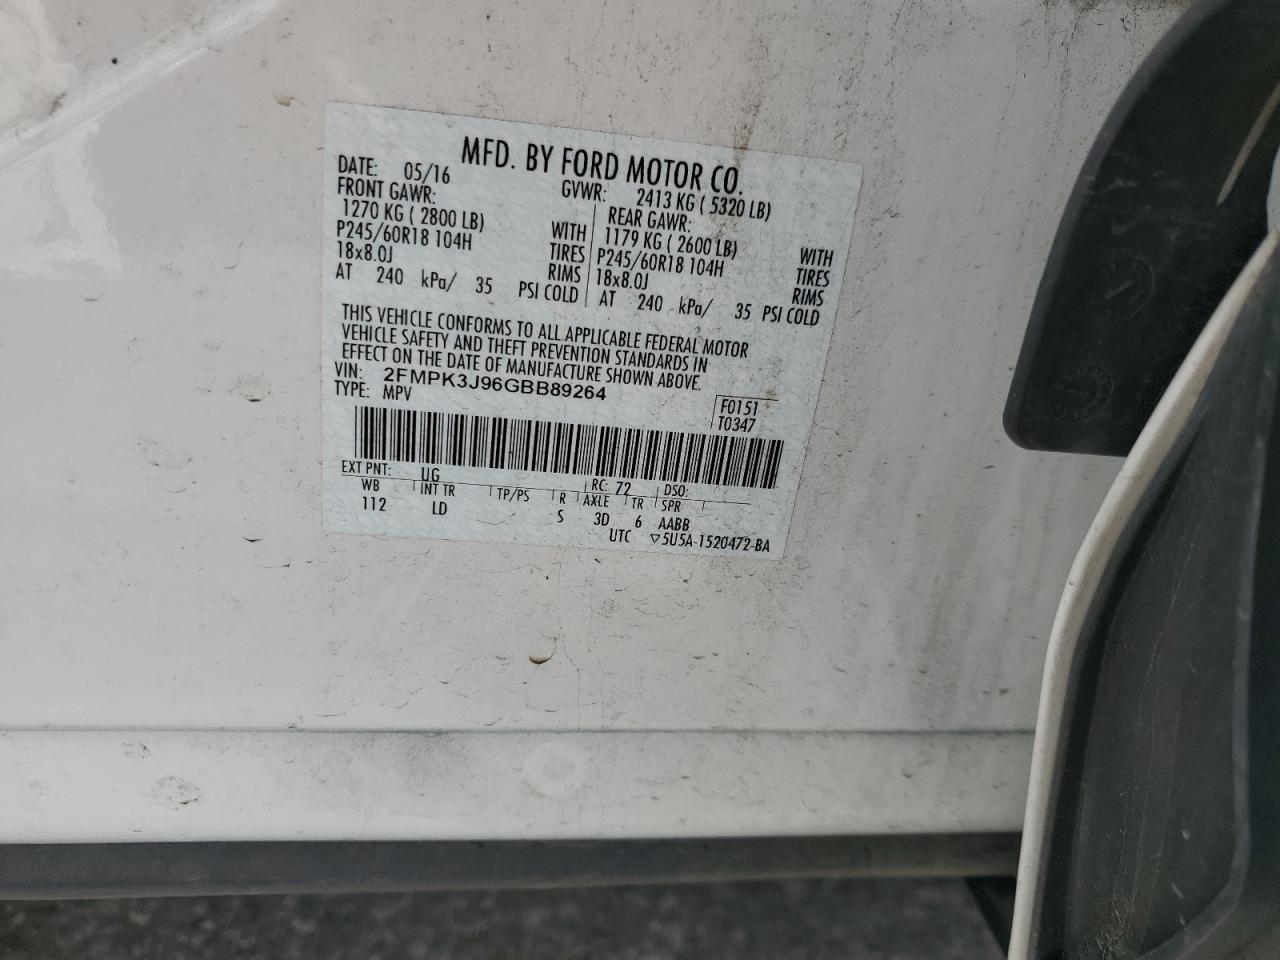 MFD. BY FORD MOTOR CO.
DATE: 05/16 GVWR: 2413 KG ( 5320 LB)
FRONT GAWR: REAR GAWR:
1270 KG ( 2800 LB) WITH 1179 KG ( 2600 LB) WITH
P245/60R18 104H TIRES P245/60R18 104H TIRES
18x8.0J RIMS 18x8.0J RIMS
AT 240 kPa/ 35 PSI COLD AT 240 kPa/ 35 PSI COLD
THIS VEHICLE CONFORMS TO ALL APPLICABLE FEDERAL MOTOR
VEHICLE SAFETY AND THEFT PREVENTION STANDARDS IN
EFFECT ON THE DATE OF MANUFACTURE SHOWN ABOVE.
VIN: 2FMPK3J96GBB89264
TYPE: MPV F0151
T0347
EXT PNT: UG RC: 72 DSO:
WB INT TR TP/PS R AXLE TR SPR
112 LD S 3D 6 AABB
UTC ▽5U5A-1520472-BA